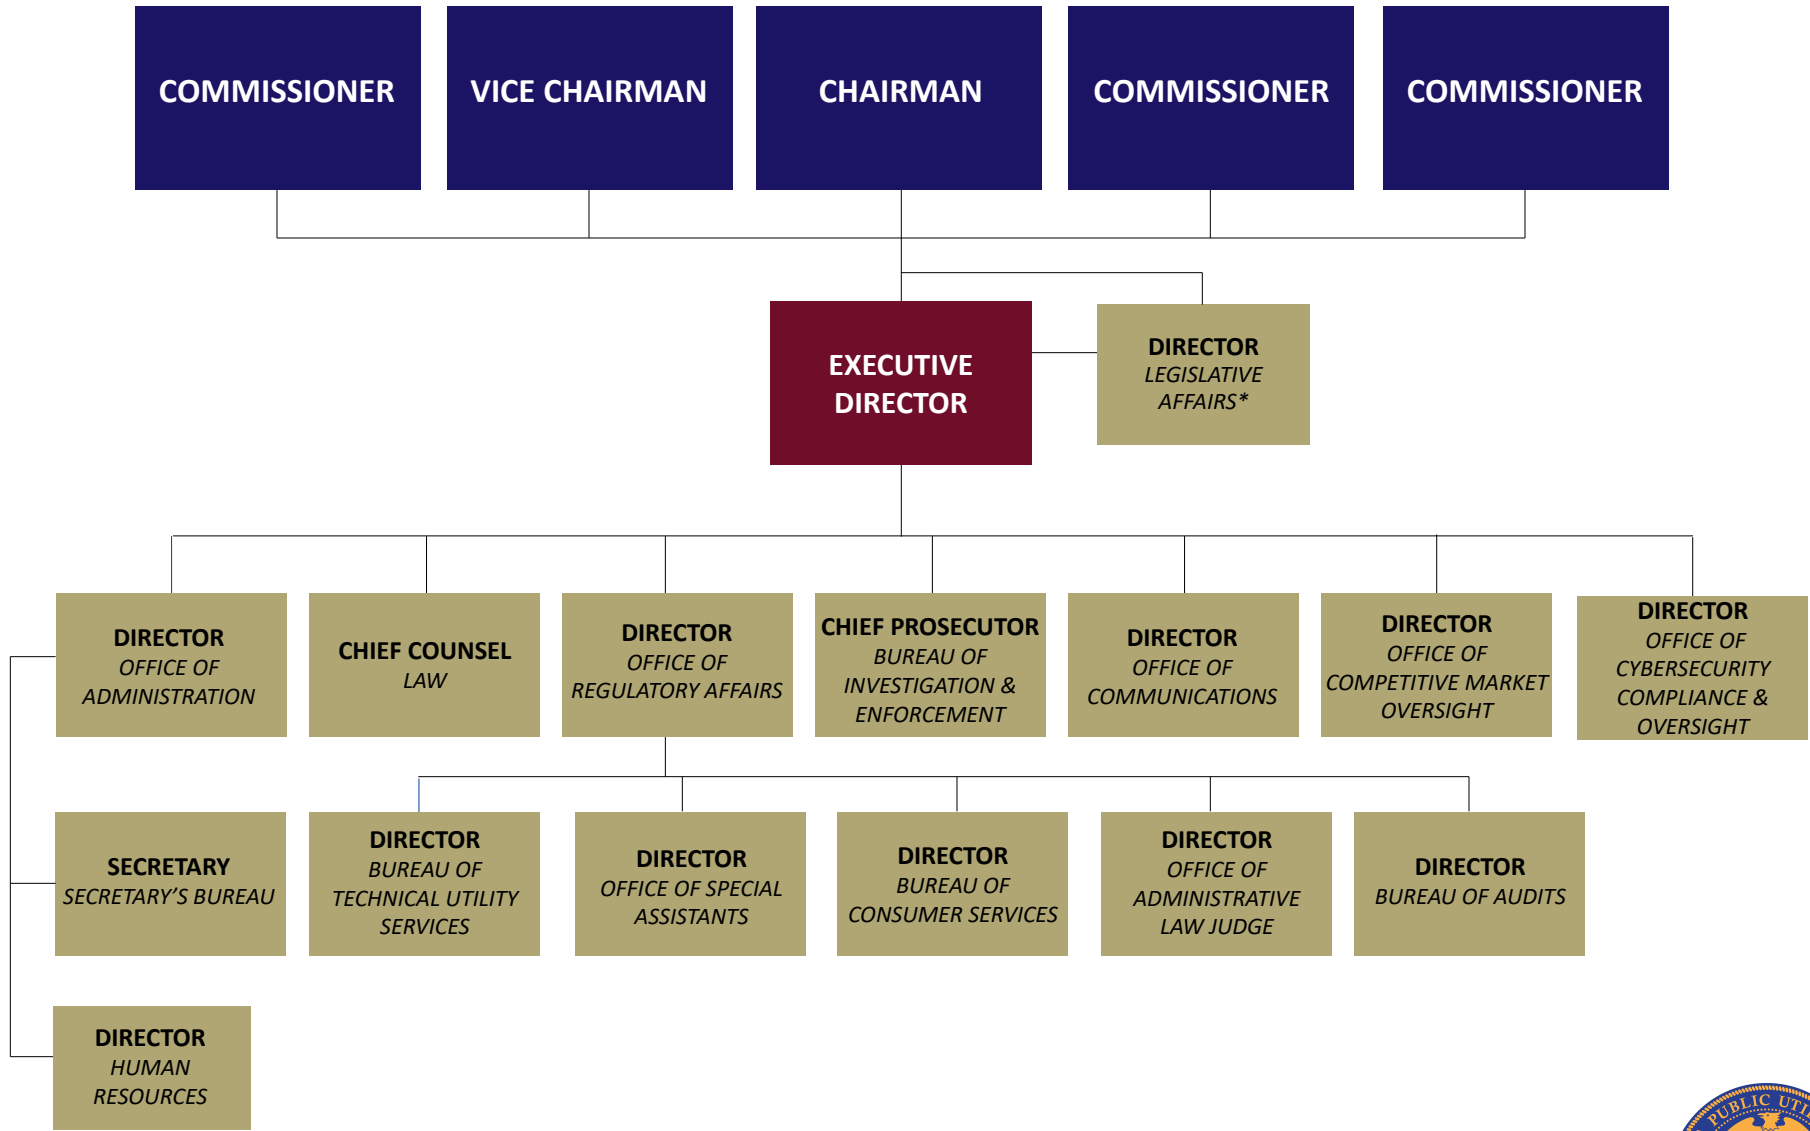 COMMISSIONER
VICE CHAIRMAN
CHAIRMAN
COMMISSIONER
COMMISSIONER
EXECUTIVE
DIRECTOR
DIRECTOR
LEGISLATIVE
AFFAIRS*
DIRECTOR
OFFICE OF
ADMINISTRATION
CHIEF COUNSEL
LAW
DIRECTOR
OFFICE OF
REGULATORY AFFAIRS
CHIEF PROSECUTOR
BUREAU OF
INVESTIGATION &
ENFORCEMENT
DIRECTOR
OFFICE OF
COMMUNICATIONS
DIRECTOR
OFFICE OF
COMPETITIVE MARKET
OVERSIGHT
DIRECTOR
OFFICE OF
CYBERSECURITY
COMPLIANCE &
OVERSIGHT
SECRETARY
SECRETARY’S BUREAU
DIRECTOR
BUREAU OF
TECHNICAL UTILITY
SERVICES
DIRECTOR
OFFICE OF SPECIAL
ASSISTANTS
DIRECTOR
BUREAU OF
CONSUMER SERVICES
DIRECTOR
OFFICE OF
ADMINISTRATIVE
LAW JUDGE
DIRECTOR
BUREAU OF AUDITS
DIRECTOR
HUMAN
RESOURCES
PUBLIC